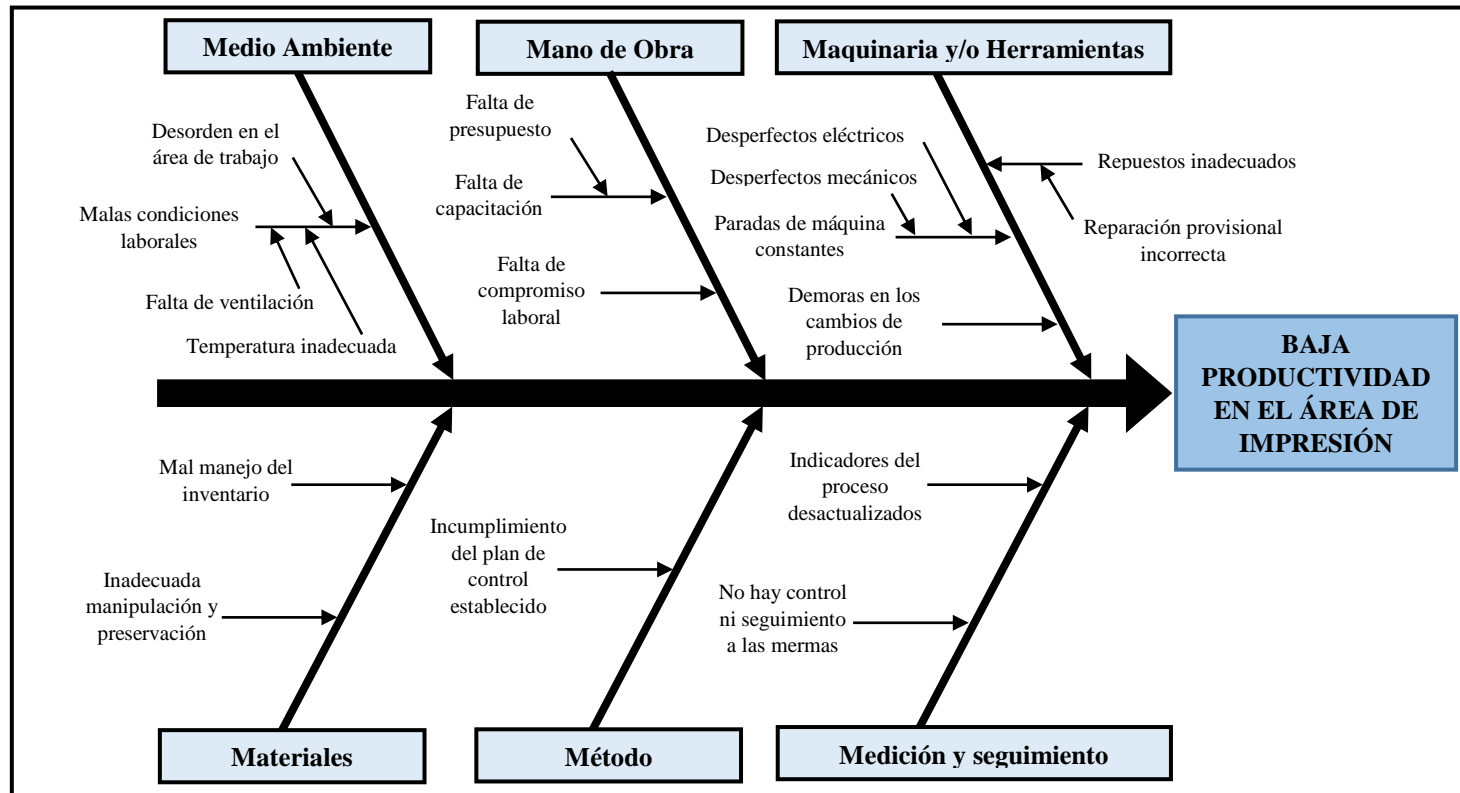 Medio Ambiente
Mano de Obra
Maquinaria y/o Herramientas
Desorden en el
área de trabajo
Malas condiciones
laborales
Falta de ventilación
Temperatura inadecuada
Falta de
presupuesto
Falta de
capacitación
Falta de
compromiso
laboral
Desperfectos eléctricos
Desperfectos mecánicos
Paradas de máquina
constantes
Demoras en los
cambios de
producción
Repuestos inadecuados
Reparación provisional
incorrecta
BAJA
PRODUCTIVIDAD
EN EL ÁREA DE
IMPRESIÓN
Mal manejo del
inventario
Inadecuada
manipulación y
preservación
Incumplimiento
del plan de
control
establecido
Indicadores del
proceso
desactualizados
No hay control
ni seguimiento
a las mermas
Materiales
Método
Medición y seguimiento